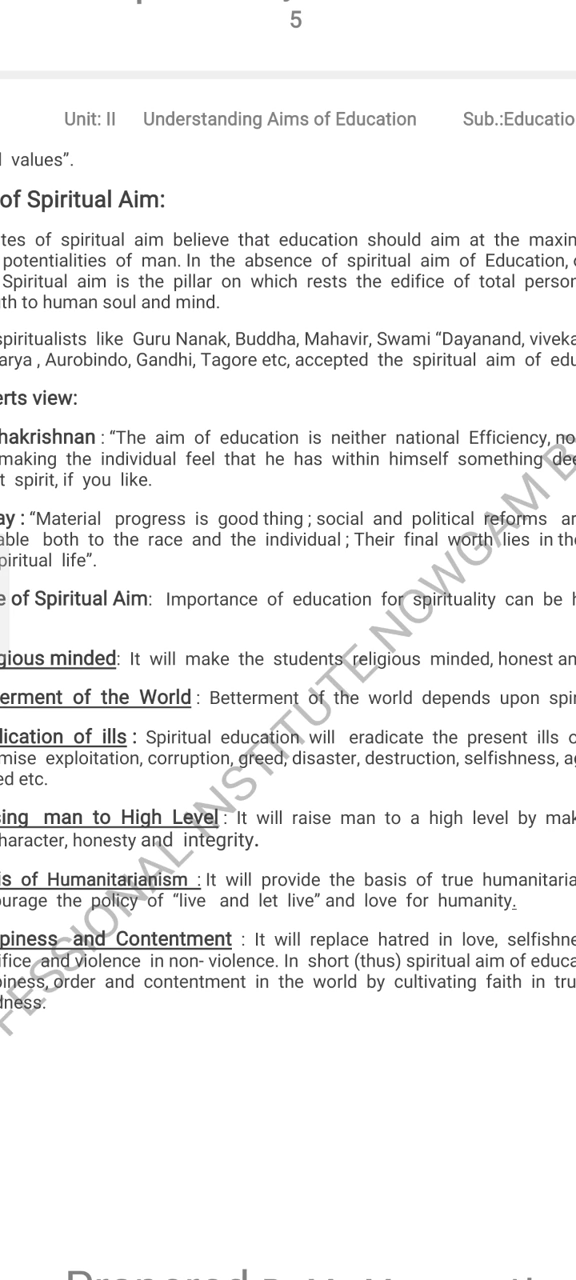 5
Unit: II Understanding Aims of Education Sub.:Educatio
l values”.
of Spiritual Aim:
tes of spiritual aim believe that education should aim at the maxin
potentialities of man. In the absence of spiritual aim of Education,
Spiritual aim is the pillar on which rests the edifice of total person
th to human soul and mind.
spiritualists like Guru Nanak, Buddha, Mahavir, Swami “Dayanand, viveka
arya , Aurobindo, Gandhi, Tagore etc, accepted the spiritual aim of edu
erts view:
hakrishnan : “The aim of education is neither national Efficiency, no
making the individual feel that he has within himself something dee
t spirit, if you like.
ay : “Material progress is good thing ; social and political reforms ar
able both to the race and the individual ; Their final worth lies in the
piritual life”.
e of Spiritual Aim: Importance of education for spirituality can be h
gious minded: It will make the students religious minded, honest an
erment of the World : Betterment of the world depends upon spir
lication of ills : Spiritual education will eradicate the present ills o
mise exploitation, corruption, greed, disaster, destruction, selfishness, ag
ed etc.
sing man to High Level : It will raise man to a high level by mak
haracter, honesty and integrity.
is of Humanitarianism : It will provide the basis of true humanitaria
urage the policy of “live and let live” and love for humanity.
piness and Contentment : It will replace hatred in love, selfishne
ifice and violence in non- violence. In short (thus) spiritual aim of educa
piness, order and contentment in the world by cultivating faith in tru
dness.
FESSIONAL INSTITUTE NOWGAM B